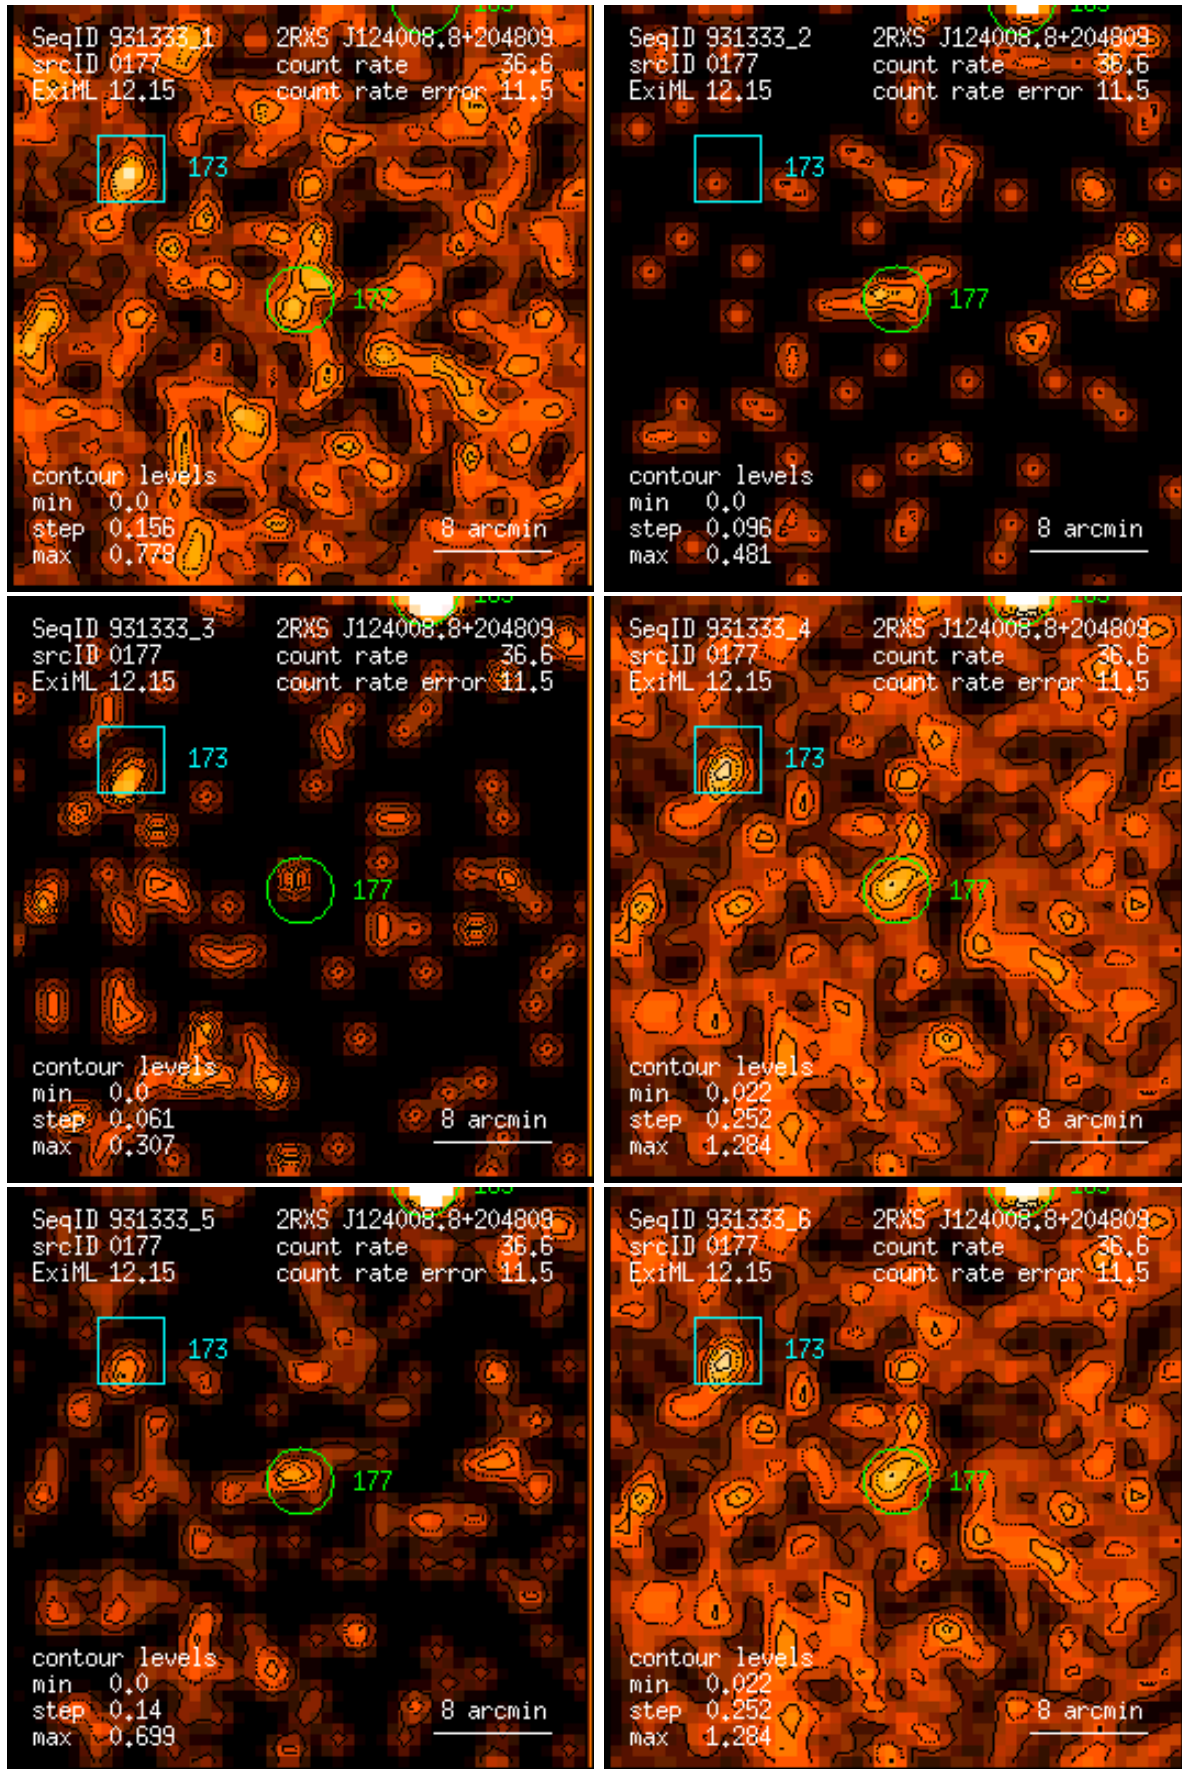 SeqID 931333_1 2RXS J124008.8+204809
srcID 0177 count rate 36.6
ExiML 12.15 count rate error 11.5
173
177
contour levels
min 0.0
step 0.156
max 0.778
8 arcmin
SeqID 931333_2 2RXS J124008.8+204809
srcID 0177 count rate 36.6
ExiML 12.15 count rate error 11.5
173
177
contour levels
min 0.0
step 0.096
max 0.481
8 arcmin
SeqID 931333_3 2RXS J124008.8+204809
srcID 0177 count rate 36.6
ExiML 12.15 count rate error 11.5
173
177
contour levels
min 0.0
step 0.061
max 0.307
8 arcmin
SeqID 931333_4 2RXS J124008.8+204809
srcID 0177 count rate 36.6
ExiML 12.15 count rate error 11.5
173
177
contour levels
min 0.022
step 0.252
max 1.284
8 arcmin
SeqID 931333_5 2RXS J124008.8+204809
srcID 0177 count rate 36.6
ExiML 12.15 count rate error 11.5
173
177
contour levels
min 0.0
step 0.14
max 0.699
8 arcmin
SeqID 931333_6 2RXS J124008.8+204809
srcID 0177 count rate 36.6
ExiML 12.15 count rate error 11.5
173
177
contour levels
min 0.022
step 0.252
max 1.284
8 arcmin